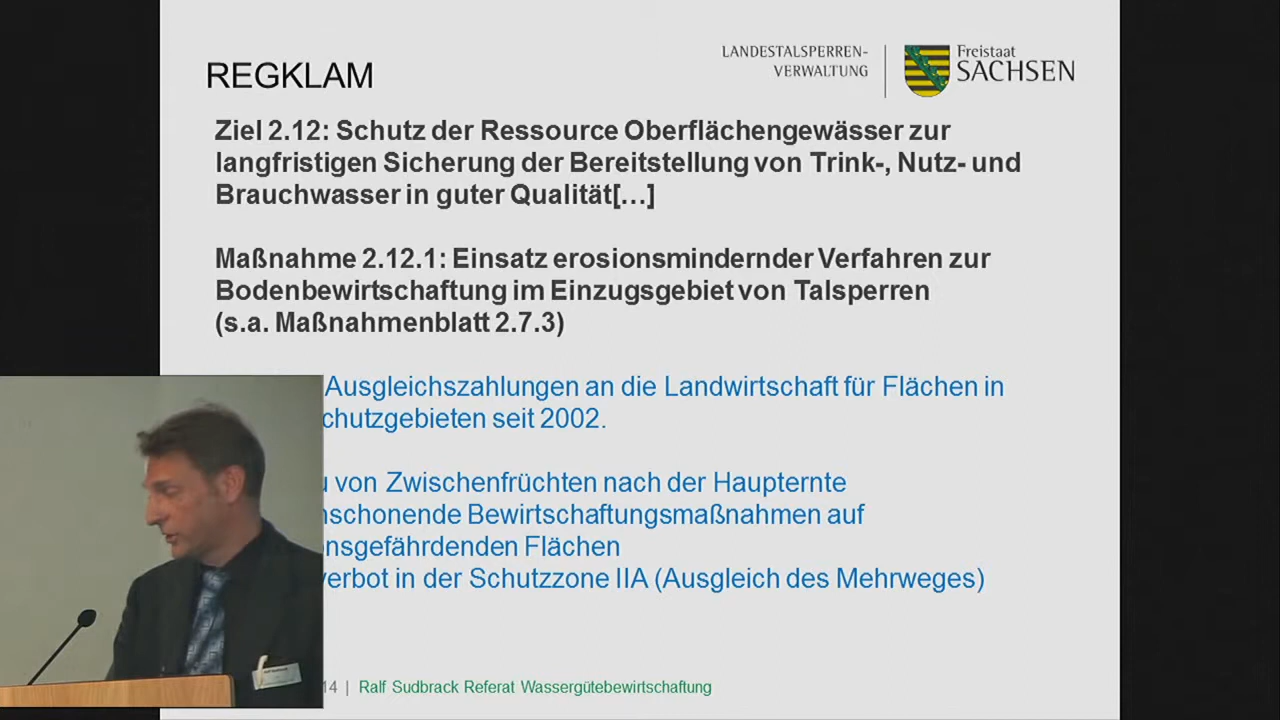 REGKLAM
LANDESTALSPERREN-
VERWALTUNG
Freistaat
SACHSEN
Ziel 2.12: Schutz der Ressource Oberflächengewässer zur
langfristigen Sicherung der Bereitstellung von Trink-, Nutz- und
Brauchwasser in guter Qualität[…]
Maßnahme 2.12.1: Einsatz erosionsmindernder Verfahren zur
Bodenbewirtschaftung im Einzugsgebiet von Talsperren
(s.a. Maßnahmenblatt 2.7.3)
Ausgleichszahlungen an die Landwirtschaft für Flächen in
chutzgebieten seit 2002.
u von Zwischenfrüchten nach der Haupternte
nschonende Bewirtschaftungsmaßnahmen auf
onsgefährdenden Flächen
verbot in der Schutzzone IIA (Ausgleich des Mehrweges)
14 | Ralf Sudbrack Referat Wassergütebewirtschaftung